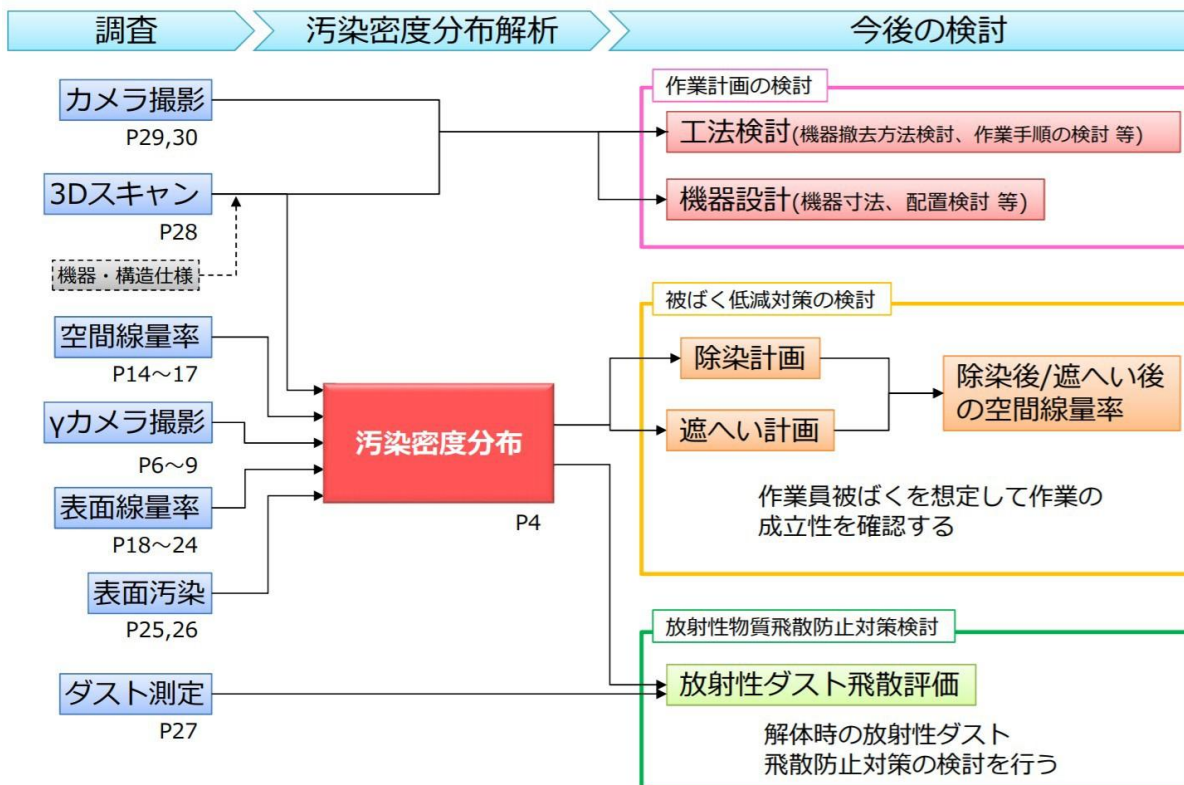 調査
汚染密度分布解析
今後の検討
カメラ撮影
P29,30
3Dスキャン
P28
機器・構造仕様
空間線量率
P14～17
γカメラ撮影
P6～9
表面線量率
P18～24
表面汚染
P25,26
ダスト測定
P27
汚染密度分布
P4
作業計画の検討
工法検討(機器撤去方法検討、作業手順の検討 等)
機器設計(機器寸法、配置検討 等)
被ばく低減対策の検討
除染計画
遮へい計画
除染後/遮へい後
の空間線量率
作業員被ばくを想定して作業の
成立性を確認する
放射性物質飛散防止対策検討
放射性ダスト飛散評価
解体時の放射性ダスト
飛散防止対策の検討を行う